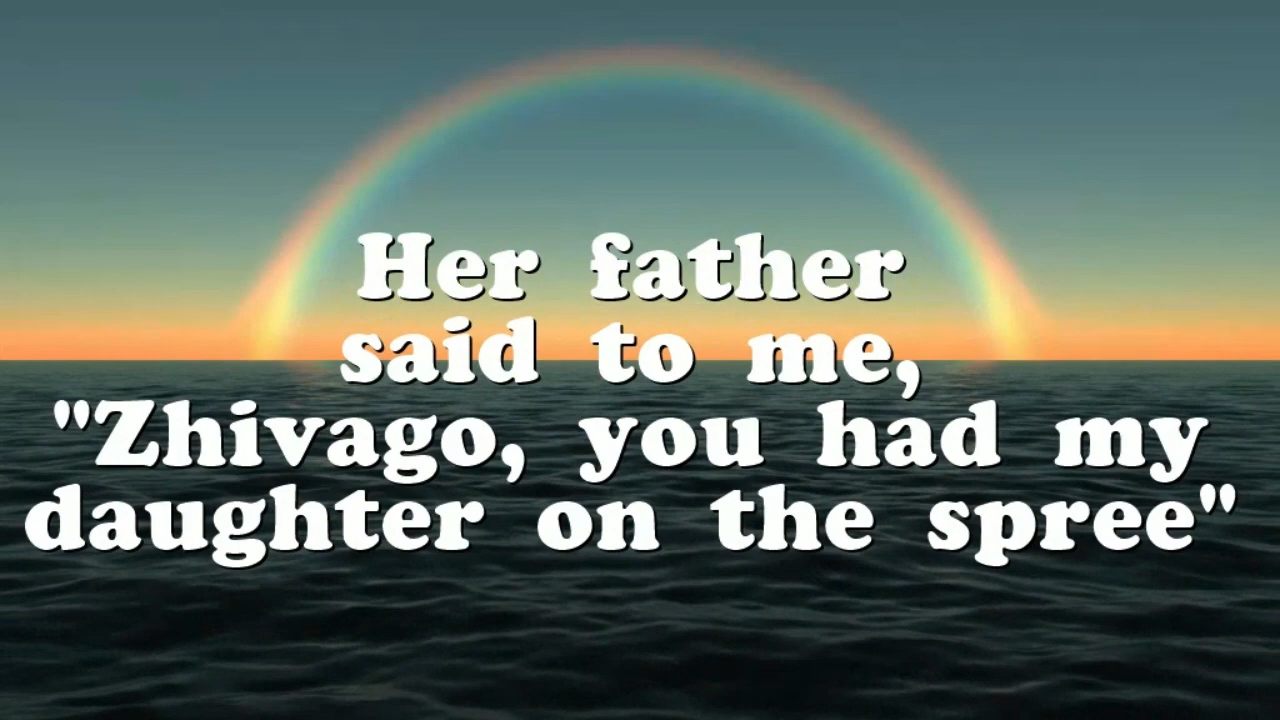 Her father
said to me,
"Zhivago, you had my
daughter on the spree"